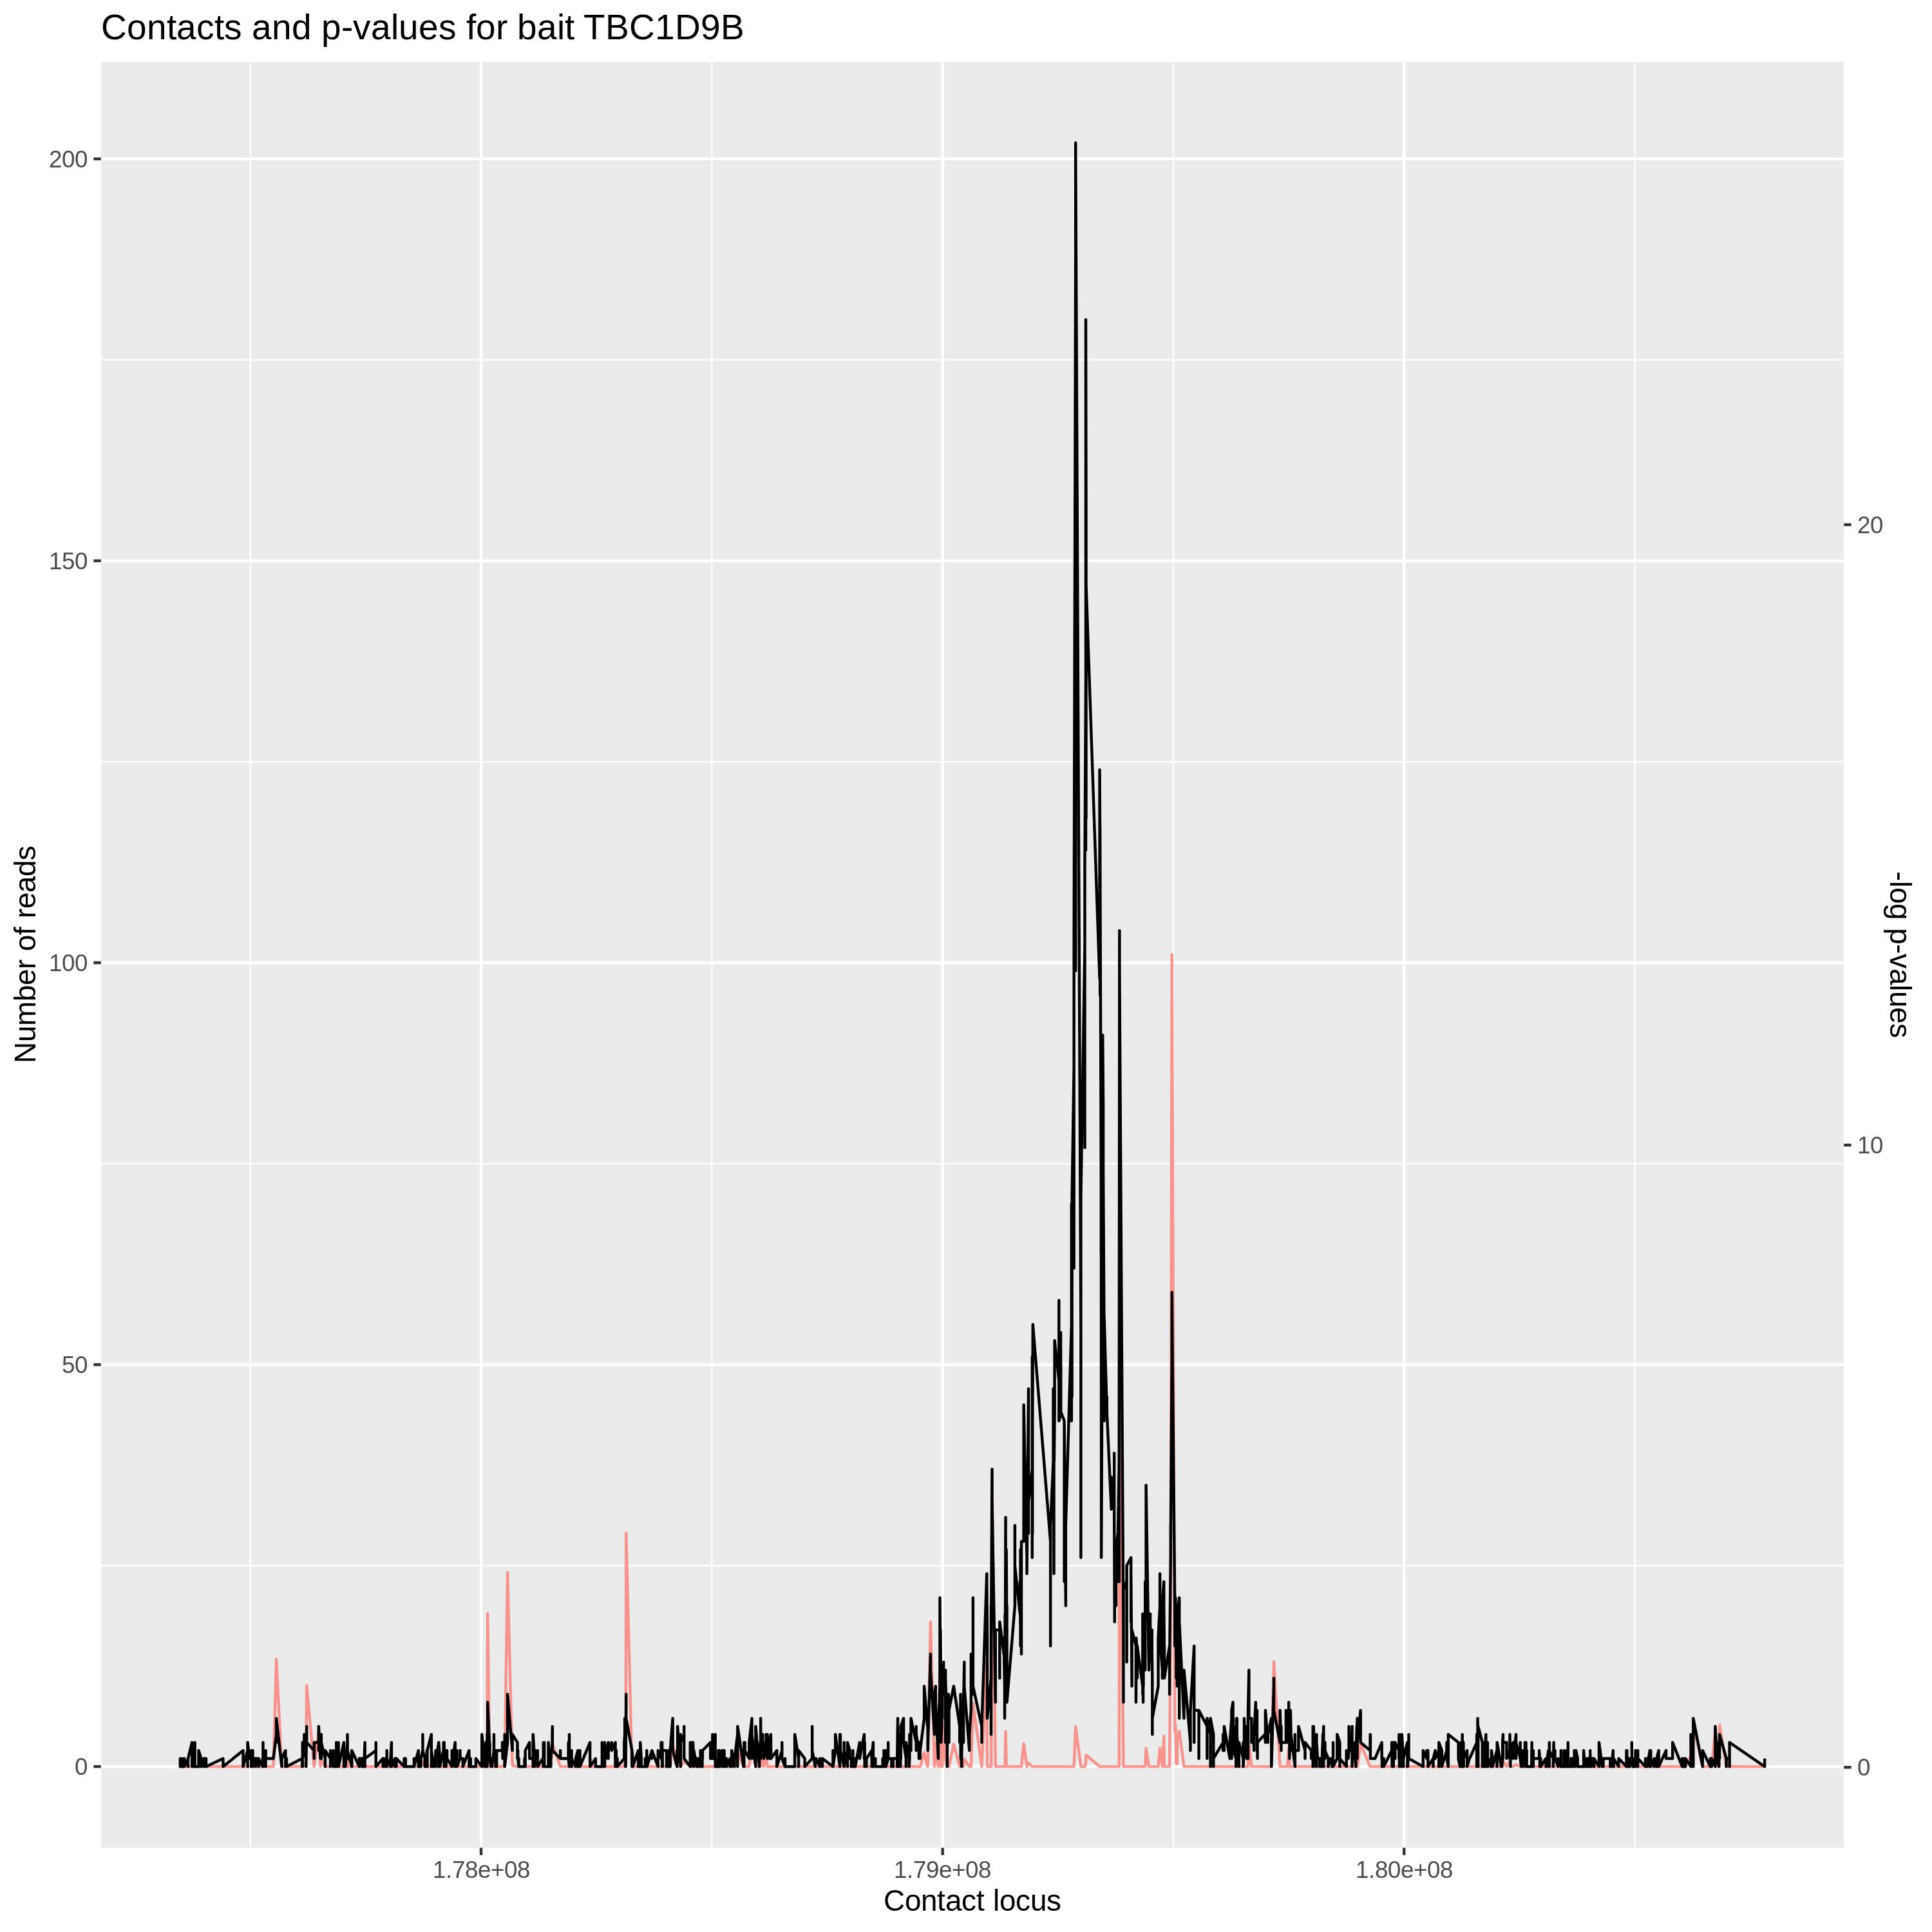 Contacts and p-values for bait TBC1D9B
200
150
100
50
0
Number of reads
20
10
0
-log p-values
1.78e+08
1.79e+08
1.80e+08
Contact locus